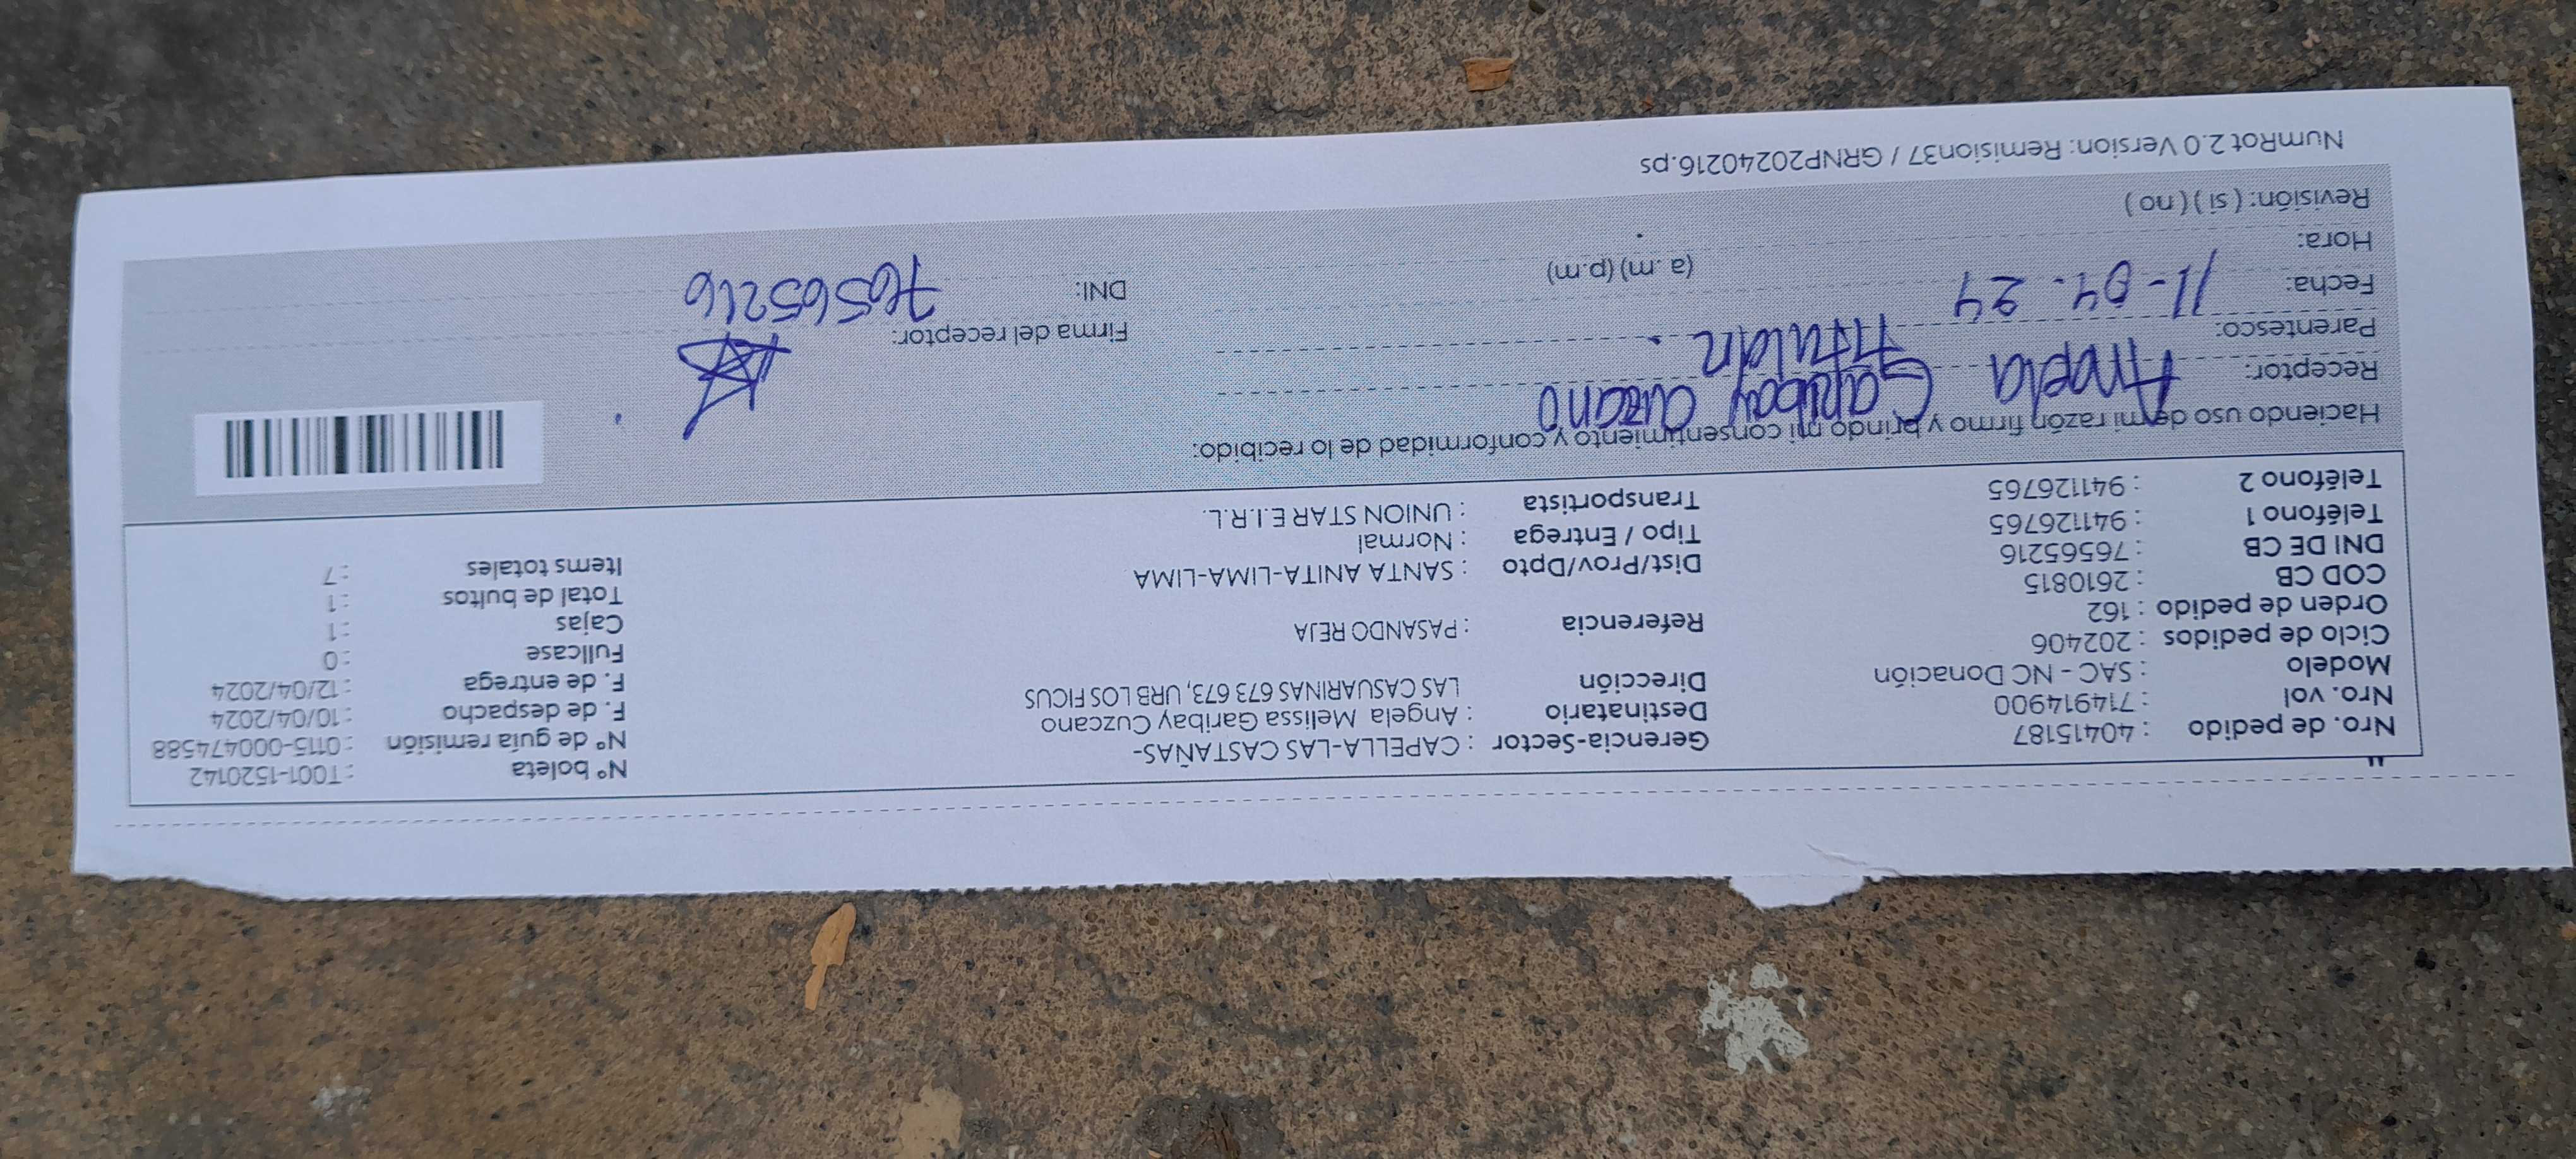 Nro. de pedido : 40415187
Nro. vol : 714914900
Modelo : SAC - NC Donación
Ciclo de pedidos : 202406
Orden de pedido : 162
COD CB : 2610815
DNI DE CB : 76565216
Teléfono 1 : 941126765
Teléfono 2 : 941126765
Gerencia-Sector : CAPELLA-LAS CASTAÑAS-
Destinatario : Angela Melissa Garibay Cuzcano
Dirección LAS CASUARINAS 673 673, URB LOS FICUS
Referencia : PASANDO REJA
Dist/Prov/Dpto : SANTA ANITA-LIMA-LIMA
Tipo / Entrega : Normal
Transportista : UNION STAR E.I.R.L.
N° boleta : T001-1520142
N° de guía remisión : 0115-000474588
F. de despacho : 10/04/2024
F. de entrega : 12/04/2024
Fullcase : 0
Cajas : 1
Total de bultos : 1
Items totales : 7
Haciendo uso de mi razón firmo y brindo mi consentimiento y conformidad de lo recibido:
Receptor: Angela Garibay Cuzcano
Parentesco: Titular.
Fecha: 11-04-24
Hora: (a.m) (p.m)
Revisión: ( si ) ( no )
Firma del receptor:
DNI: 76565216
NumRot 2.0 Version: Remision37 / GRNP20240216.ps